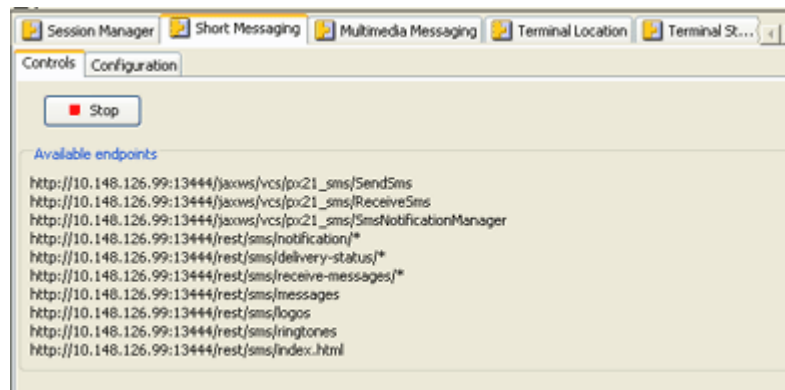 Session Manager Short Messaging Multimedia Messaging Terminal Location Terminal St...
Controls Configuration
Stop
Available endpoints
http://10.148.126.99:13444/jaxws/vcs/px21_sms/SendSms
http://10.148.126.99:13444/jaxws/vcs/px21_sms/ReceiveSms
http://10.148.126.99:13444/jaxws/vcs/px21_sms/SmsNotificationManager
http://10.148.126.99:13444/rest/sms/notification/*
http://10.148.126.99:13444/rest/sms/delivery-status/*
http://10.148.126.99:13444/rest/sms/receive-messages/*
http://10.148.126.99:13444/rest/sms/messages
http://10.148.126.99:13444/rest/sms/logos
http://10.148.126.99:13444/rest/sms/ringtones
http://10.148.126.99:13444/rest/sms/index.html